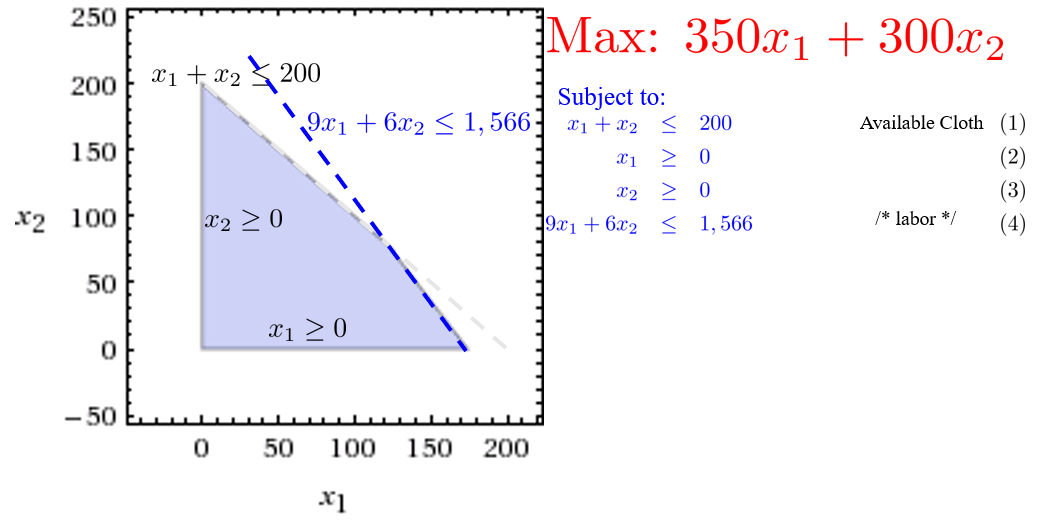 Max: 350x₁ + 300x₂
Subject to:
x₁ + x₂ ≤ 200 Available Cloth (1)
x₁ ≥ 0 (2)
x₂ ≥ 0 (3)
9x₁ + 6x₂ ≤ 1,566 /* labor */ (4)
250
x₁ + x₂ ≤ 200
200
9x₁ + 6x₂ ≤ 1,566
150
x₂
100
x₂ ≥ 0
50
x₁ ≥ 0
0
−50
0 50 100 150 200
x₁